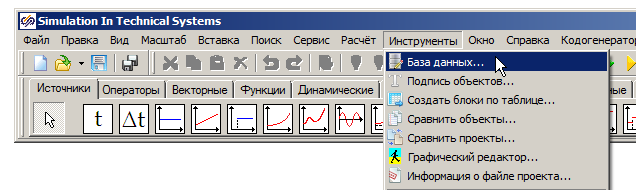 Simulation In Technical Systems
Файл Правка Вид Масштаб Вставка Поиск Сервис Расчёт Инструменты Окно Справка Кодогенератор
База данных...
Источники Операторы Векторные Функции Динамические
Подпись объектов...
t Δt
Создать блоки по таблице...
Сравнить объекты...
Сравнить проекты...
Графический редактор...
Информация о файле проекта...